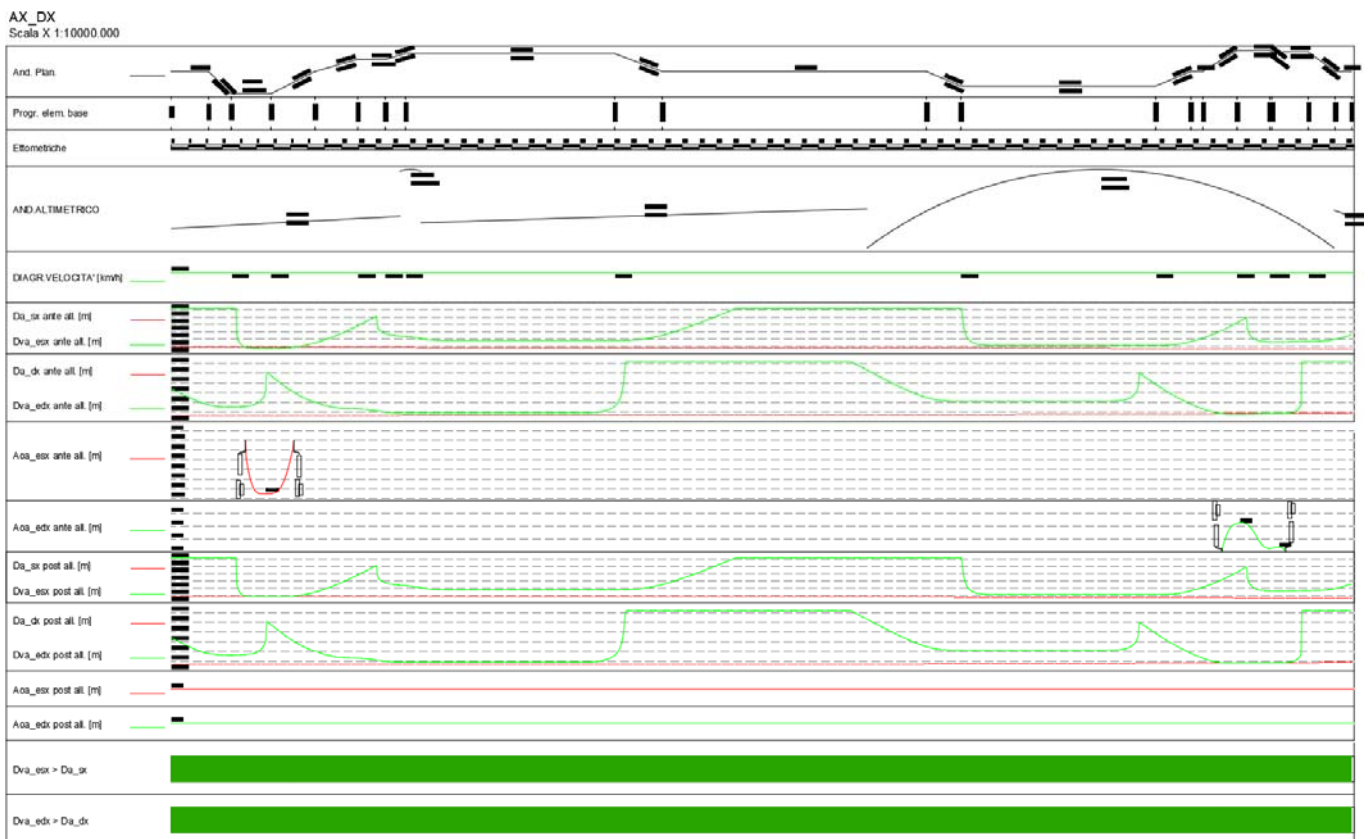 AX_DX
Scala X 1:10000.000
And. Plan.
Progr. elem. base
Ettometriche
AND.ALTIMETRICO
DIAGR.VELOCITA' [km/h]
Da_sx ante all. [m]
Dva_esx ante all. [m]
Da_dx ante all. [m]
Dva_edx ante all. [m]
Aoa_esx ante all. [m]
Aoa_edx ante all. [m]
Da_sx post all. [m]
Dva_esx post all. [m]
Da_dx post all. [m]
Dva_edx post all. [m]
Aoa_esx post all. [m]
Aoa_edx post all. [m]
Dva_esx > Da_sx
Dva_edx > Da_dx